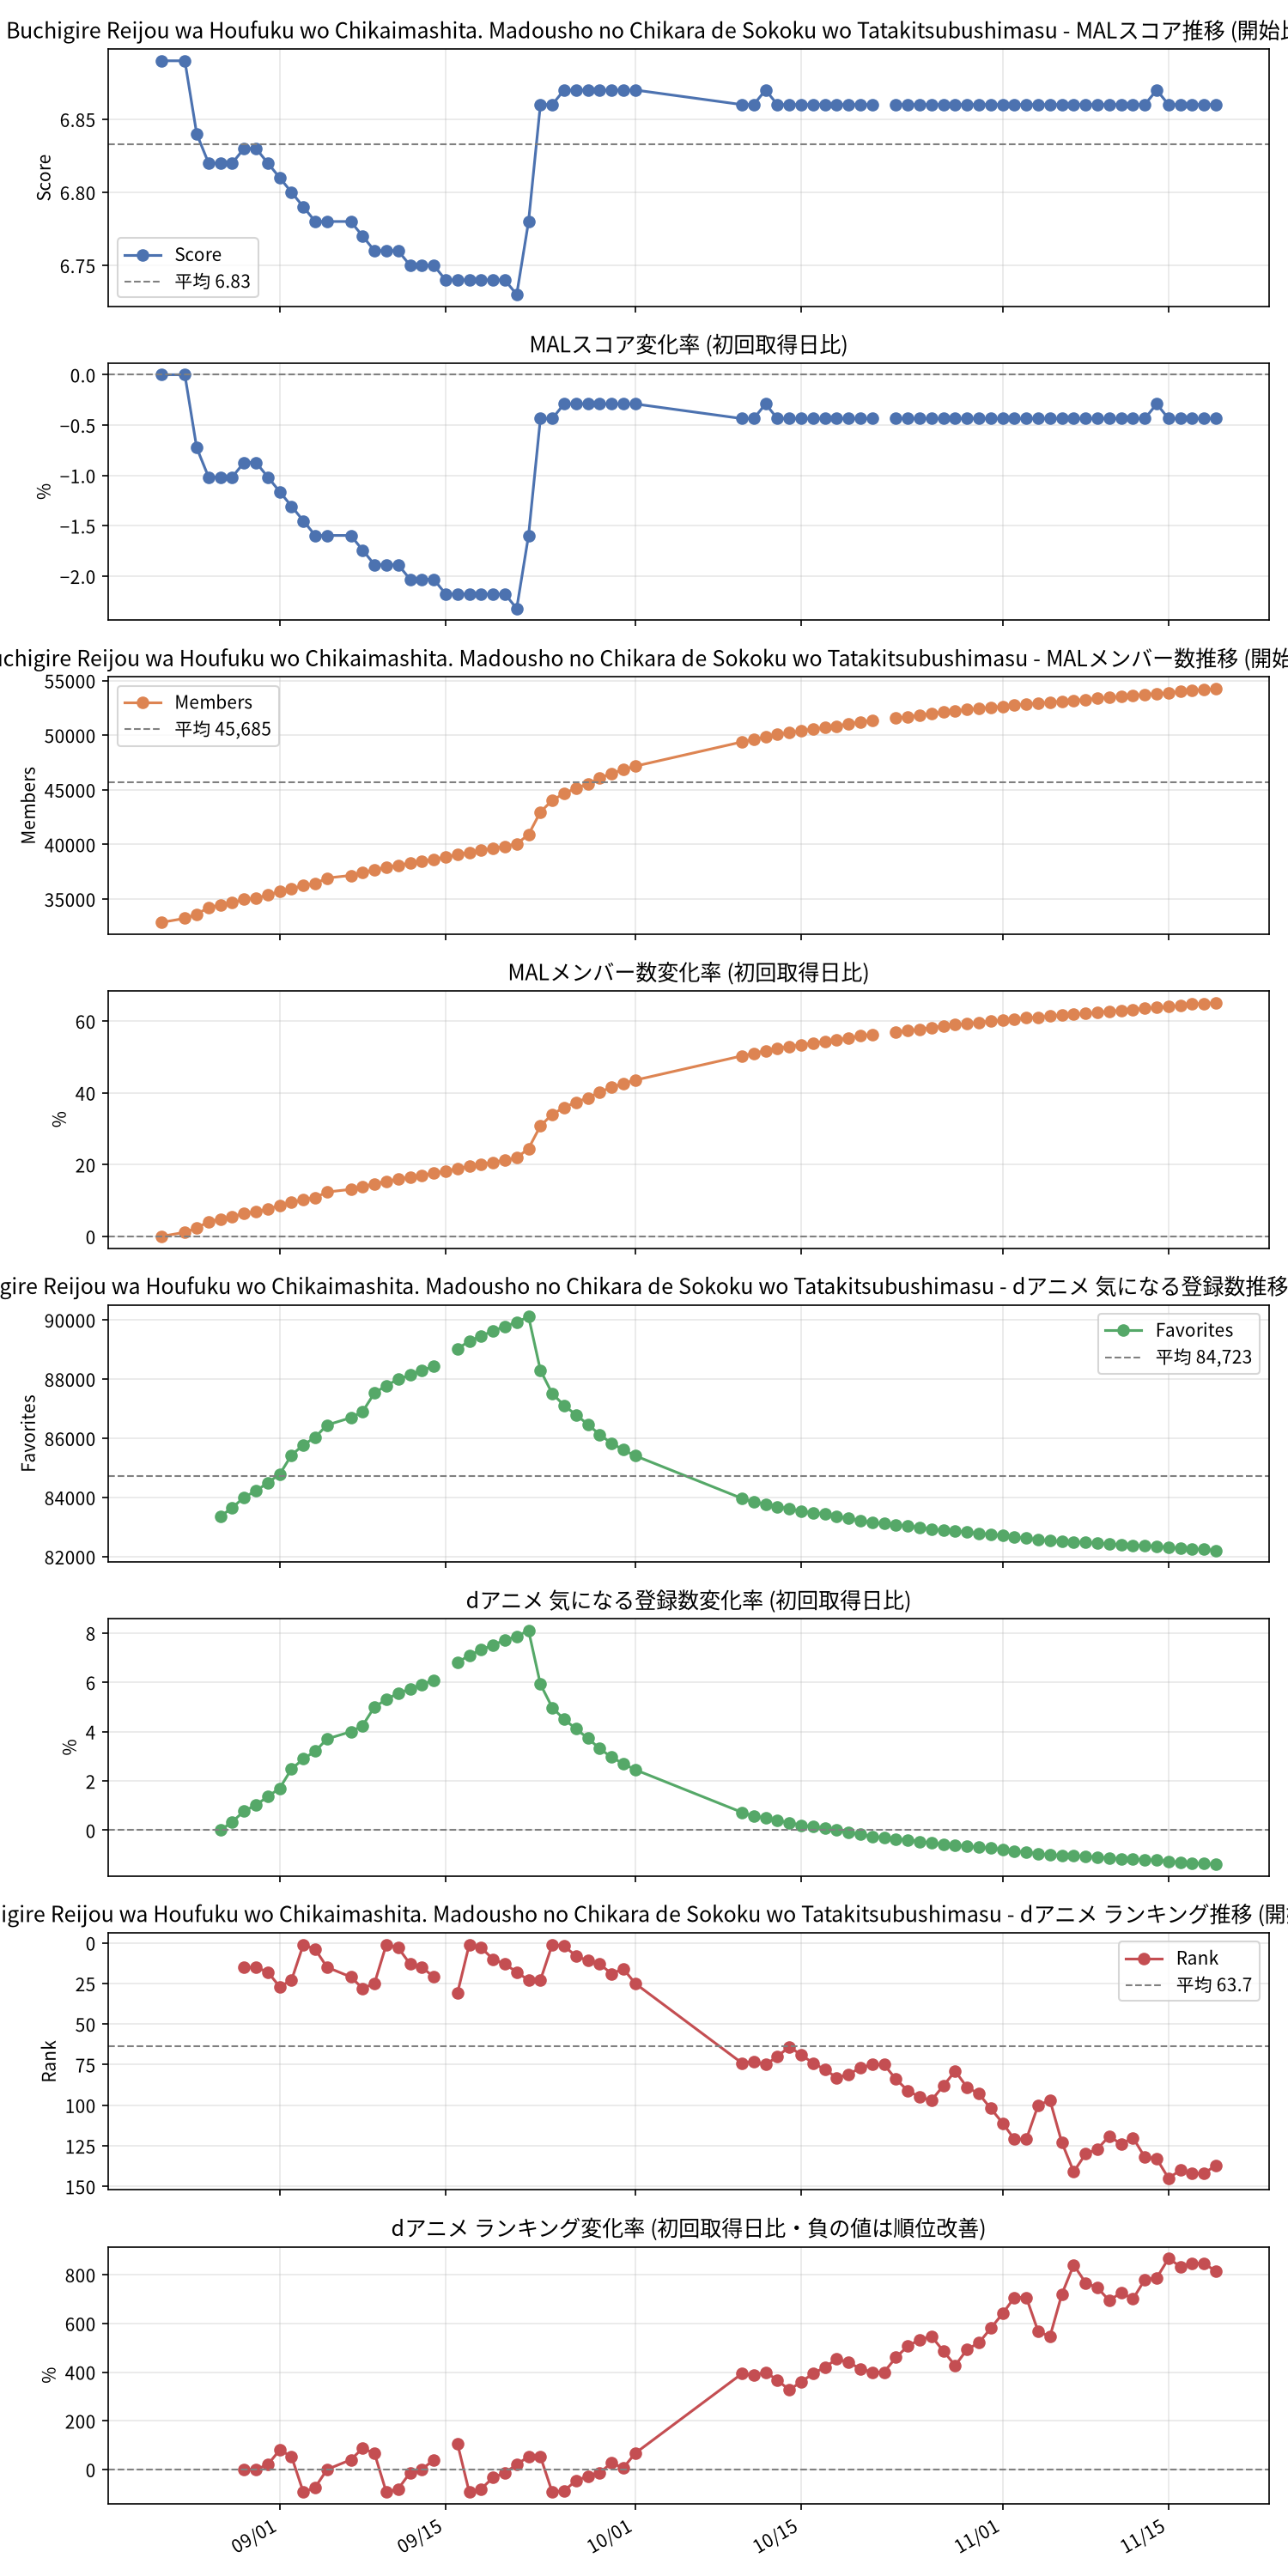 Buchigire Reijou wa Houfuku wo Chikaimashita. Madousho no Chikara de Sokoku wo Tatakitsubushimasu - MALスコア推移 (開始
6.85
6.80
6.75
Score
Score
平均 6.83
MALスコア変化率 (初回取得日比)
0.0
−0.5
−1.0
−1.5
−2.0
%
chigire Reijou wa Houfuku wo Chikaimashita. Madousho no Chikara de Sokoku wo Tatakitsubushimasu - MALメンバー数推移 (開始
55000
50000
45000
40000
35000
Members
Members
平均 45,685
MALメンバー数変化率 (初回取得日比)
60
40
20
0
%
gire Reijou wa Houfuku wo Chikaimashita. Madousho no Chikara de Sokoku wo Tatakitsubushimasu - dアニメ 気になる登録数推移
90000
88000
86000
84000
82000
Favorites
Favorites
平均 84,723
dアニメ 気になる登録数変化率 (初回取得日比)
8
6
4
2
0
%
igire Reijou wa Houfuku wo Chikaimashita. Madousho no Chikara de Sokoku wo Tatakitsubushimasu - dアニメ ランキング推移 (開
0
25
50
75
100
125
150
Rank
Rank
平均 63.7
dアニメ ランキング変化率 (初回取得日比・負の値は順位改善)
800
600
400
200
0
%
09/01
09/15
10/01
10/15
11/01
11/15